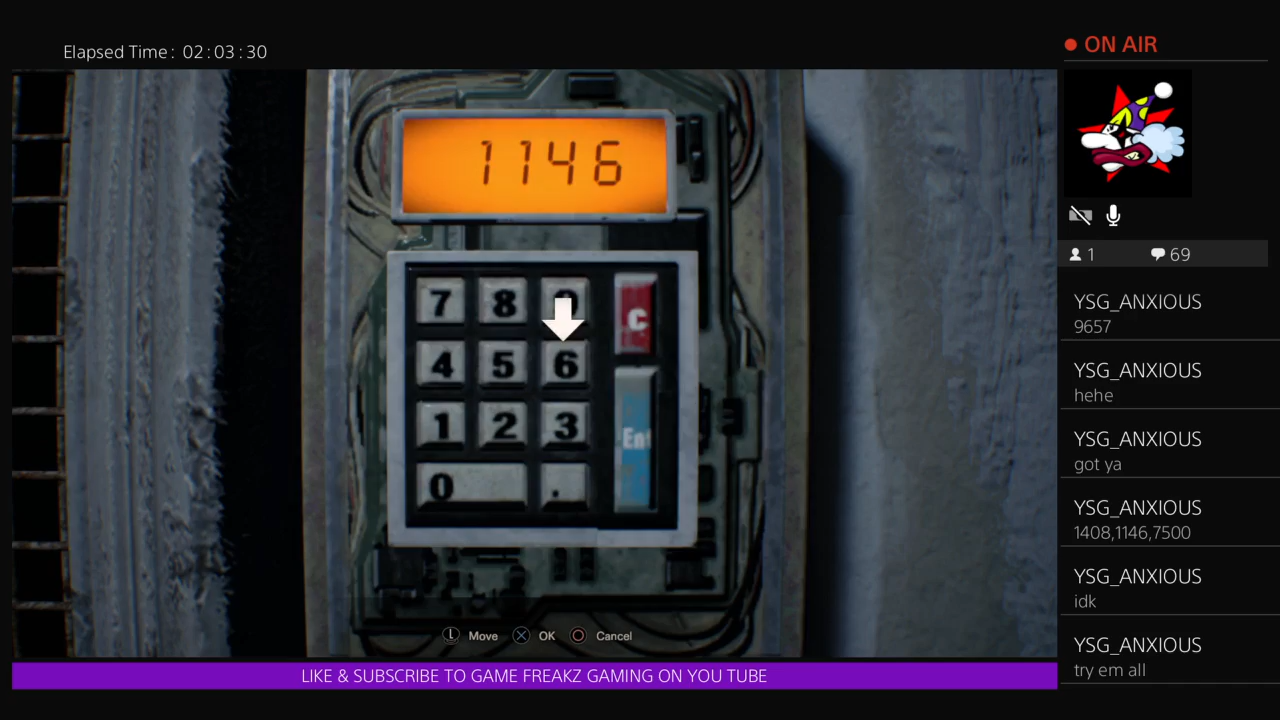 Elapsed Time: 02:03:30
ON AIR
1146
7 8 9 C
4 5 6
1 2 3 Ent
0 .
L Move OK Cancel
LIKE & SUBSCRIBE TO GAME FREAKZ GAMING ON YOU TUBE
1 69
YSG_ANXIOUS
9657
YSG_ANXIOUS
hehe
YSG_ANXIOUS
got ya
YSG_ANXIOUS
1408,1146,7500
YSG_ANXIOUS
idk
YSG_ANXIOUS
try em all